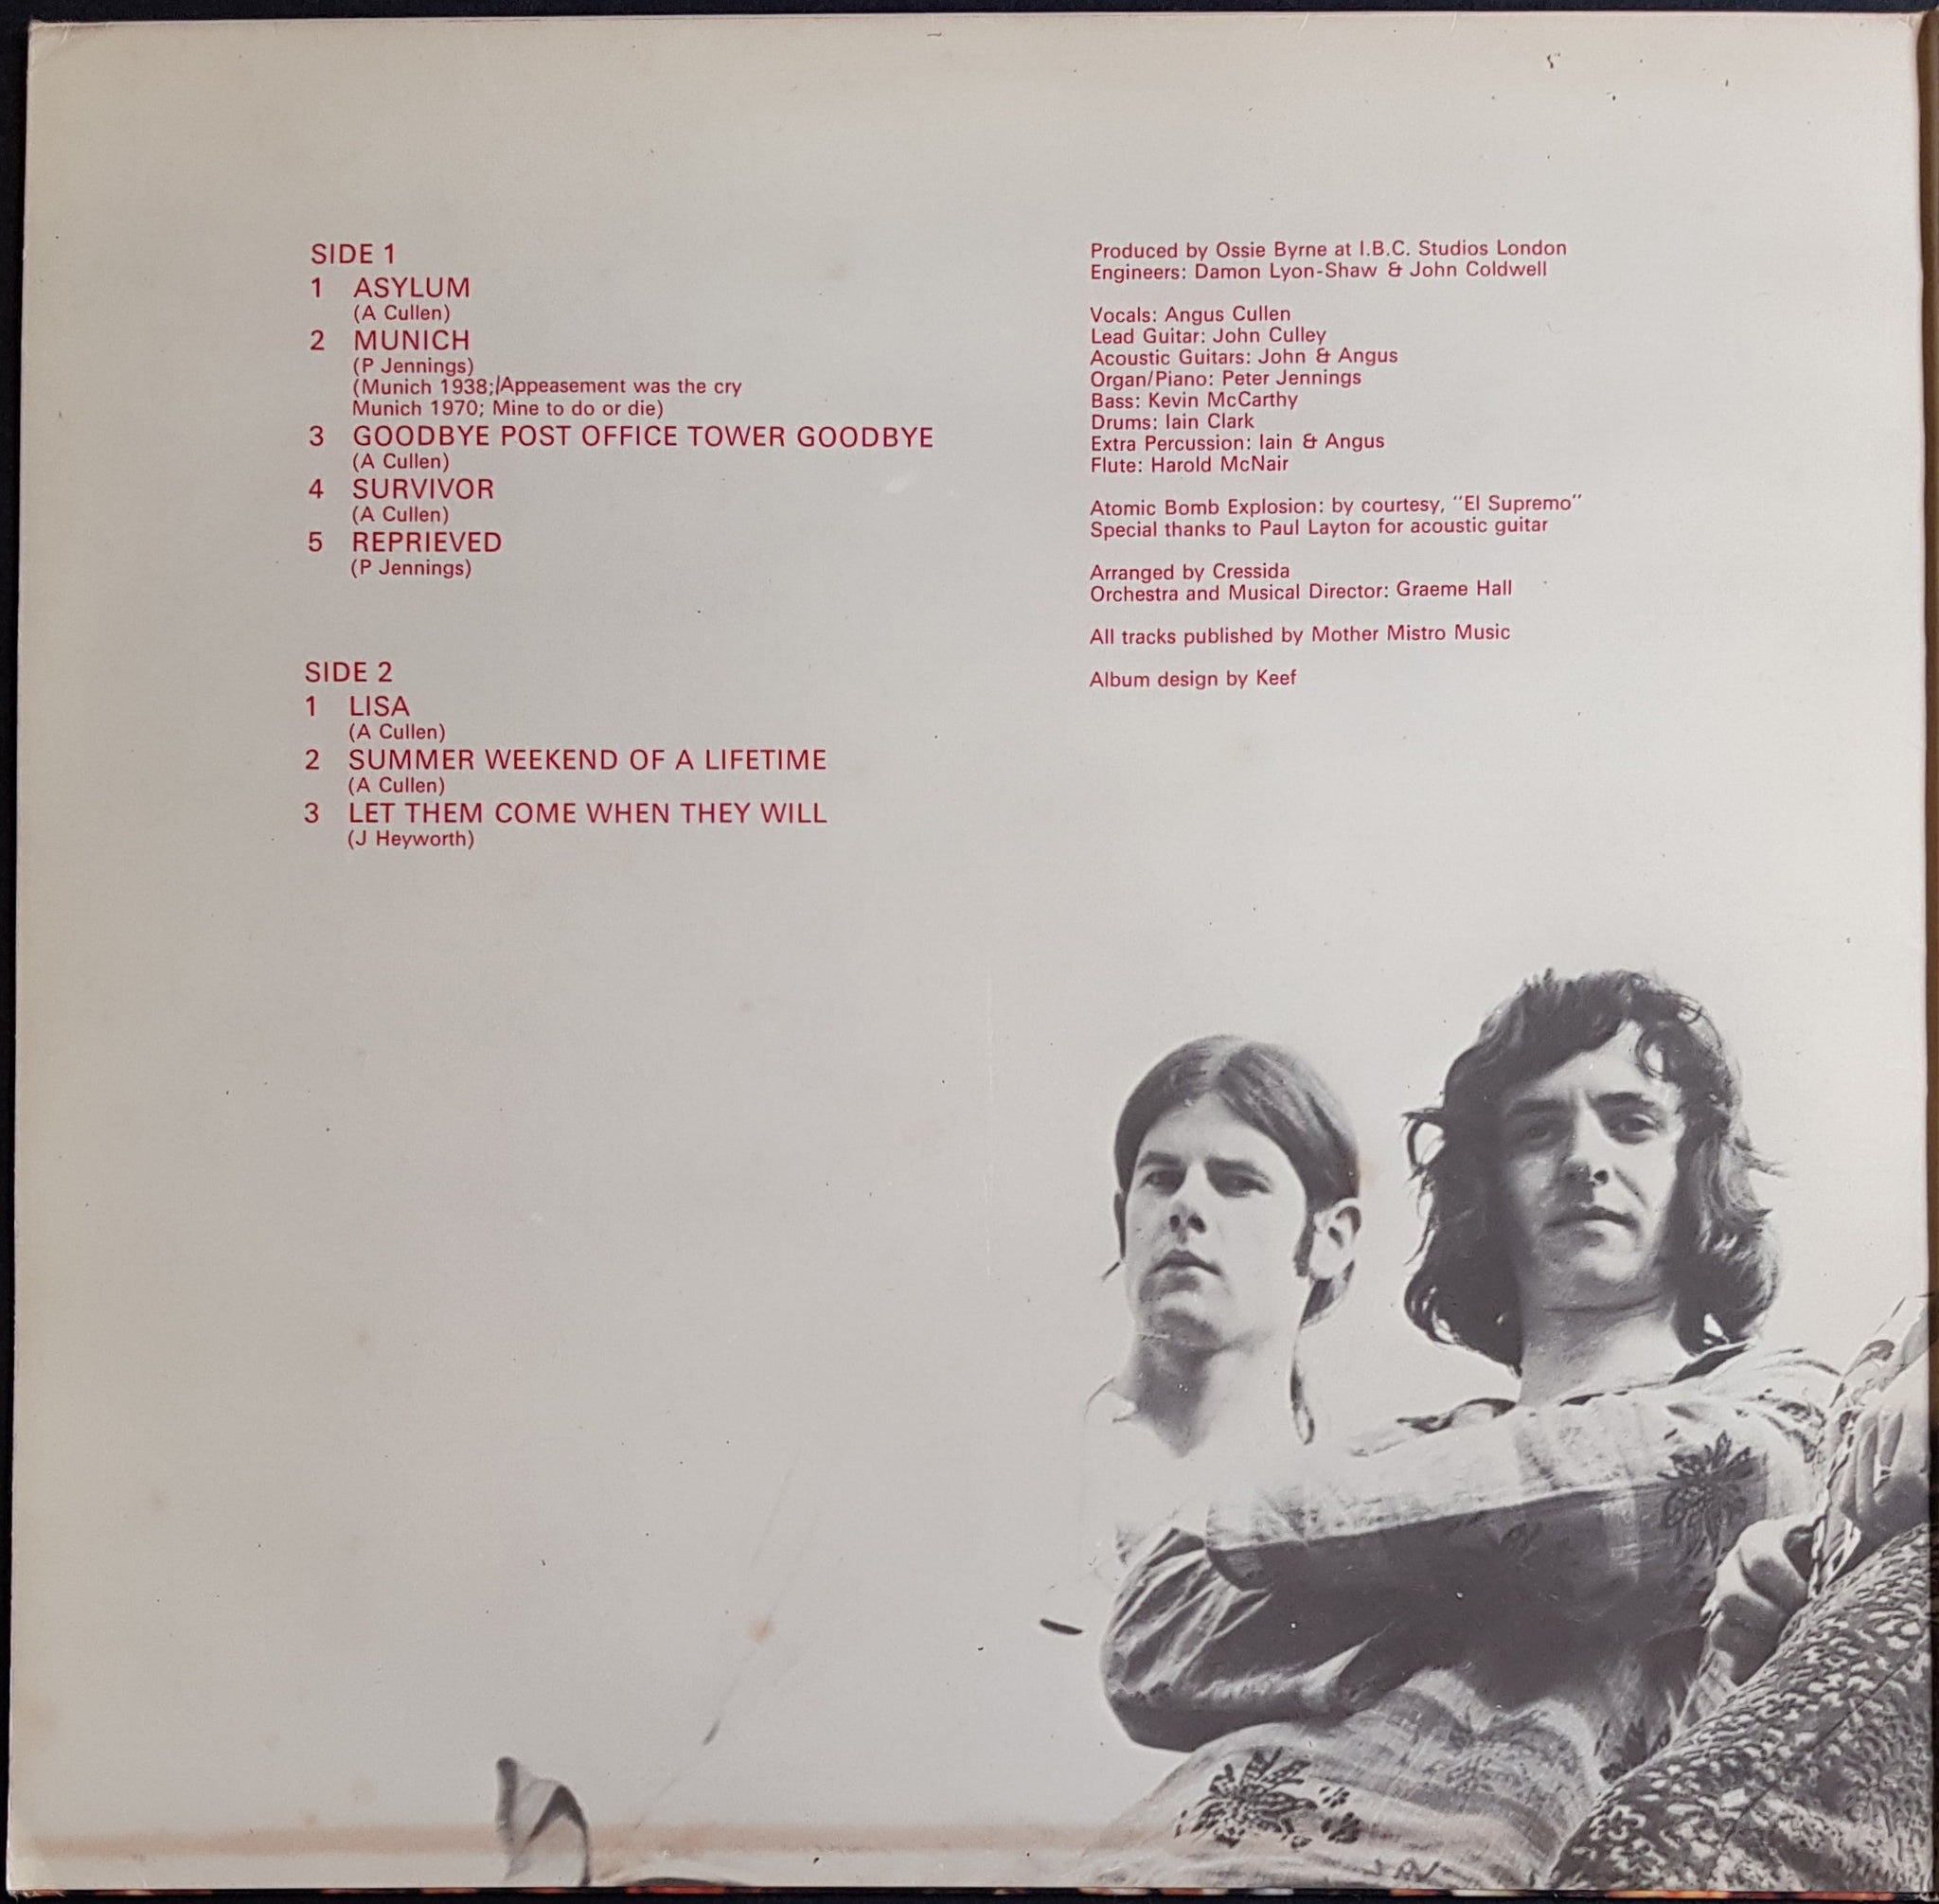 SIDE 1
1 ASYLUM
(A Cullen)
2 MUNICH
(P Jennings)
(Munich 1938;/Appeasement was the cry
Munich 1970; Mine to do or die)
3 GOODBYE POST OFFICE TOWER GOODBYE
(A Cullen)
4 SURVIVOR
(A Cullen)
5 REPRIEVED
(P Jennings)
SIDE 2
1 LISA
(A Cullen)
2 SUMMER WEEKEND OF A LIFETIME
(A Cullen)
3 LET THEM COME WHEN THEY WILL
(J Heyworth)
Produced by Ossie Byrne at I.B.C. Studios London
Engineers: Damon Lyon-Shaw & John Coldwell
Vocals: Angus Cullen
Lead Guitar: John Culley
Acoustic Guitars: John & Angus
Organ/Piano: Peter Jennings
Bass: Kevin McCarthy
Drums: Iain Clark
Extra Percussion: Iain & Angus
Flute: Harold McNair
Atomic Bomb Explosion: by courtesy, “El Supremo”
Special thanks to Paul Layton for acoustic guitar
Arranged by Cressida
Orchestra and Musical Director: Graeme Hall
All tracks published by Mother Mistro Music
Album design by Keef